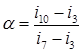 α = (i₁₀ − i₃) / (i₇ − i₃)